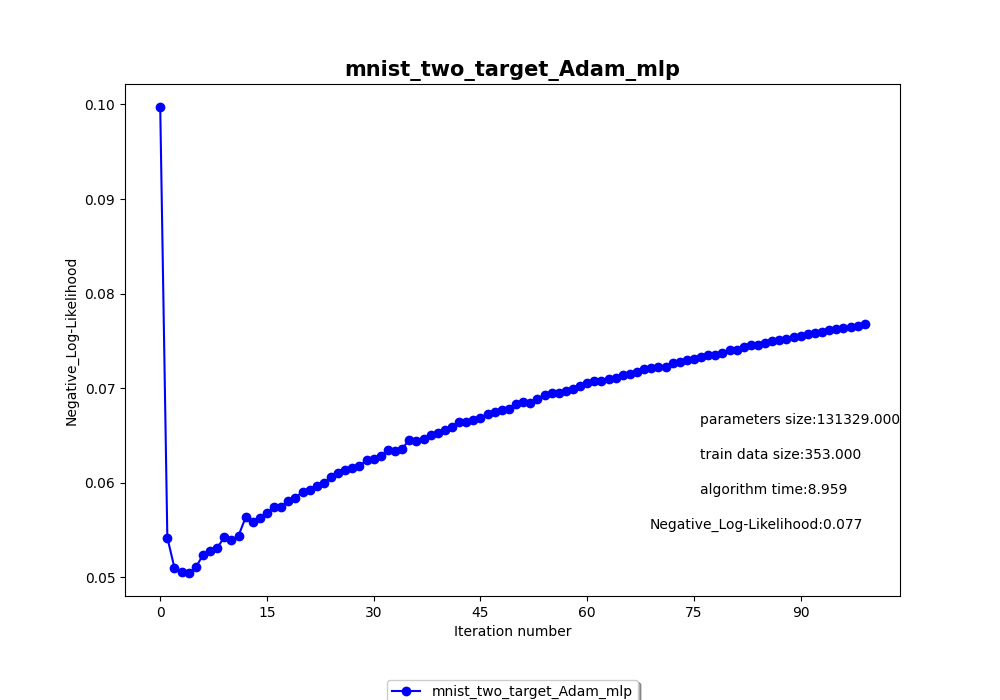 mnist_two_target_Adam_mlp
0.10
0.09
0.08
0.07
0.06
0.05
Negative_Log-Likelihood
parameters size:131329.000
train data size:353.000
algorithm time:8.959
Negative_Log-Likelihood:0.077
0 15 30 45 60 75 90
Iteration number
mnist_two_target_Adam_mlp